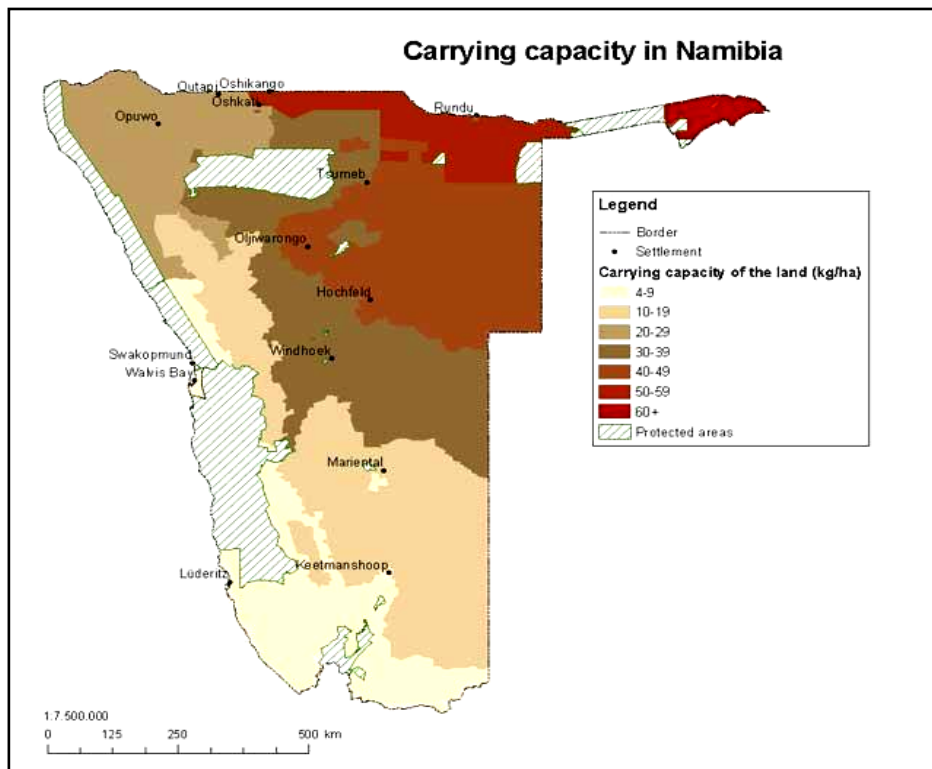 Carrying capacity in Namibia
Outapi
Oshikango
Oshkati
Opuwo
Rundu
Tsumeb
Otjiwarongo
Hochfeld
Windhoek
Swakopmund
Walvis Bay
Mariental
Keetmanshoop
Lüderitz
Legend
Border
Settlement
Carrying capacity of the land (kg/ha)
4-9
10-19
20-29
30-39
40-49
50-59
60+
Protected areas
1:7.500.000
0 125 250 500 km